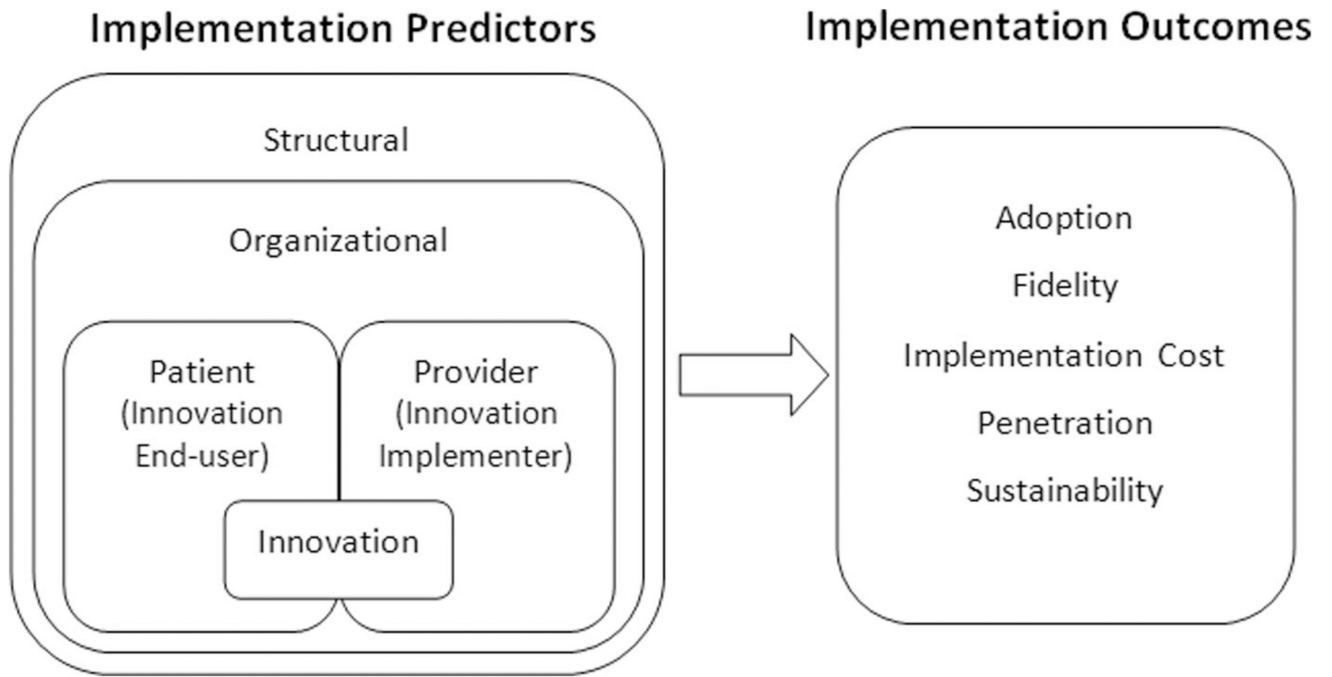 Implementation Predictors
Structural
Organizational
Patient
(Innovation
End-user)
Provider
(Innovation
Implementer)
Innovation
Implementation Outcomes
Adoption
Fidelity
Implementation Cost
Penetration
Sustainability